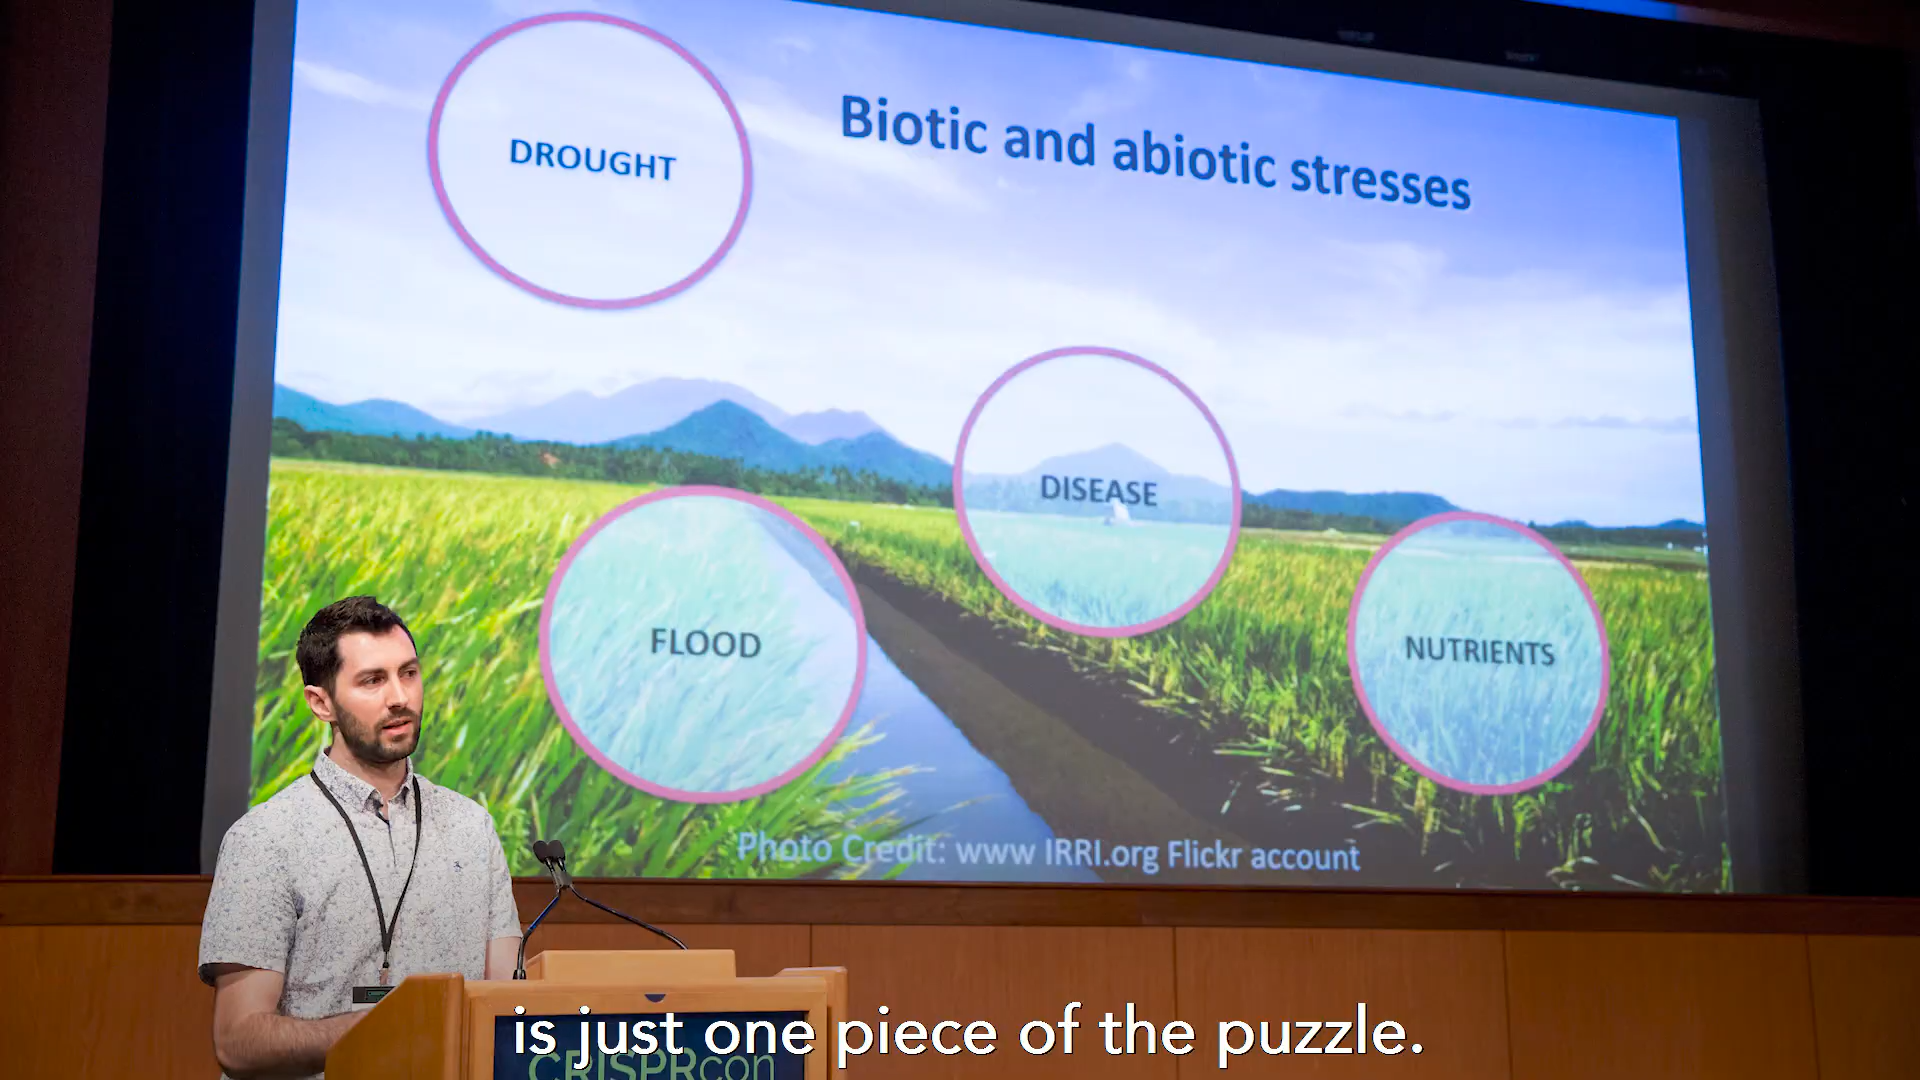 Biotic and abiotic stresses
DROUGHT
DISEASE
FLOOD
NUTRIENTS
Photo Credit: www IRRI.org Flickr account
is just one piece of the puzzle.
CRISPRcon